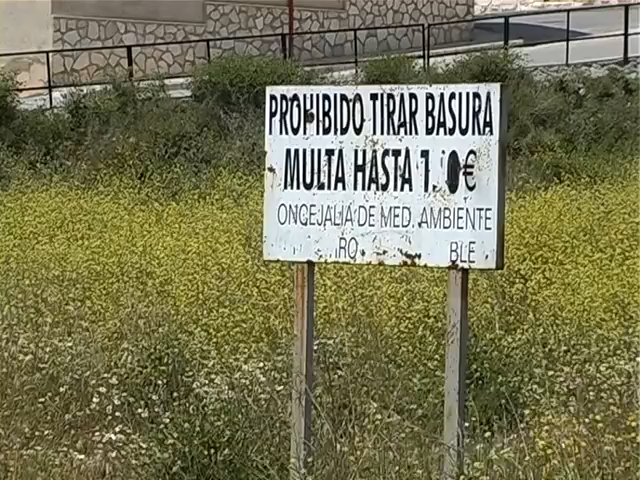 PROHIBIDO TIRAR BASURA
MULTA HASTA
ONCEJALIA DE MED. AMBIENTE